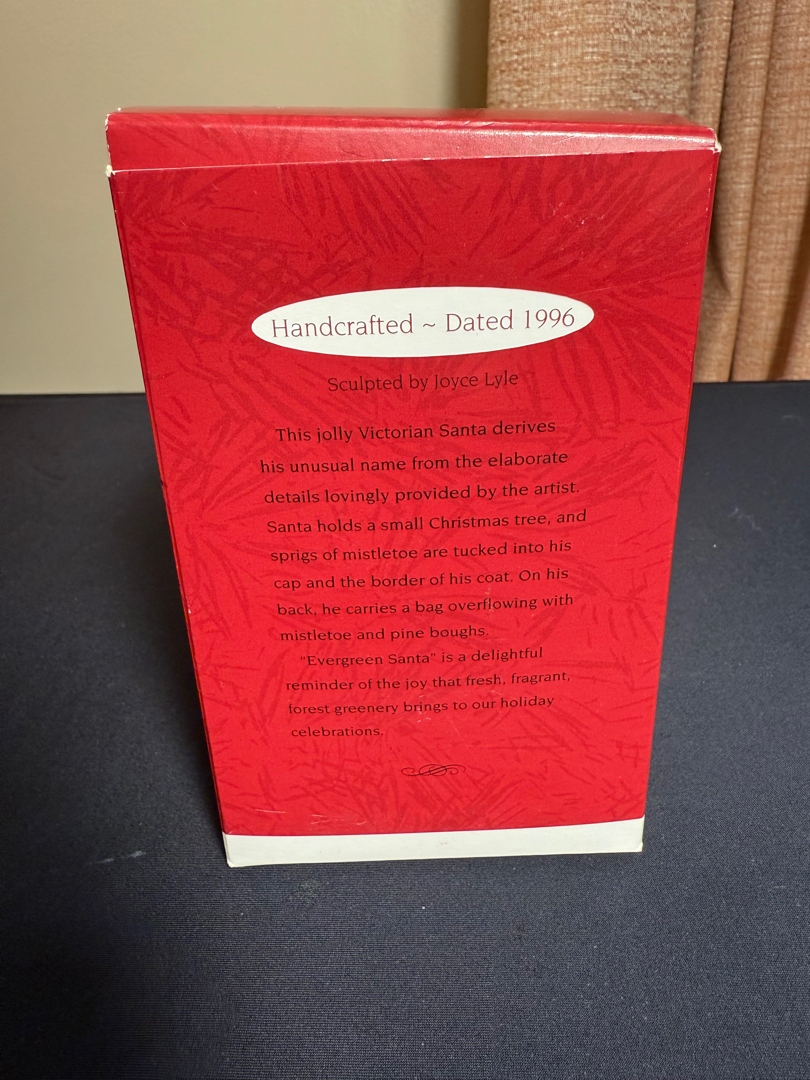 Handcrafted ~ Dated 1996
Sculpted by Joyce Lyle
This jolly Victorian Santa derives
his unusual name from the elaborate
details lovingly provided by the artist.
Santa holds a small Christmas tree, and
sprigs of mistletoe are tucked into his
cap and the border of his coat. On his
back, he carries a bag overflowing with
mistletoe and pine boughs.
"Evergreen Santa" is a delightful
reminder of the joy that fresh, fragrant,
forest greenery brings to our holiday
celebrations.